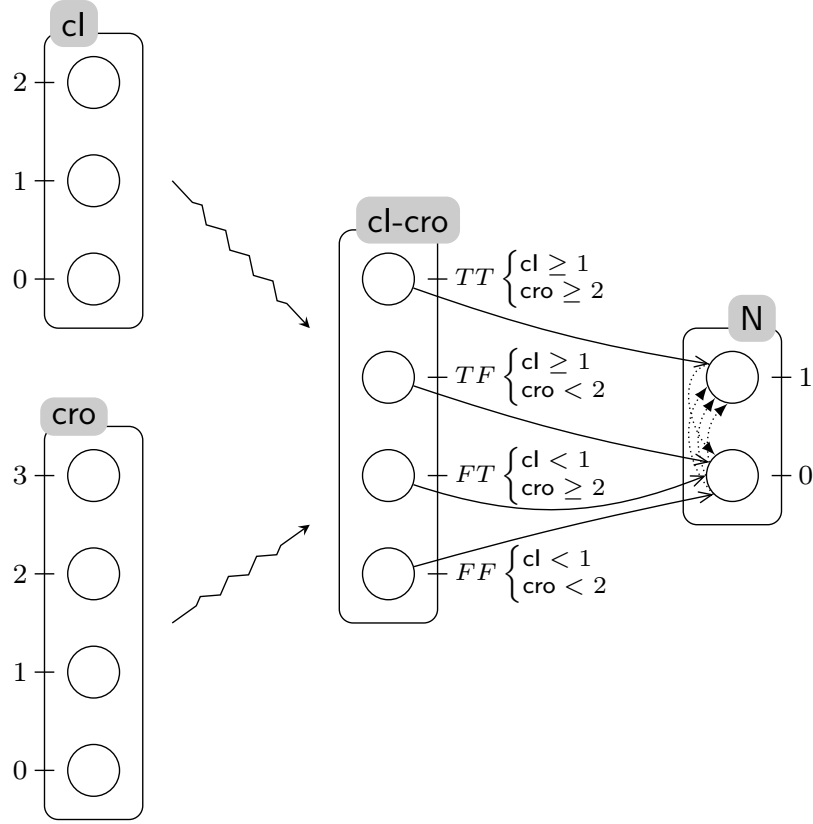 cl
2
1
0
cro
3
2
1
0
cl-cro
TT { cl ≥ 1
cro ≥ 2
TF { cl ≥ 1
cro < 2
FT { cl < 1
cro ≥ 2
FF { cl < 1
cro < 2
N
1
0